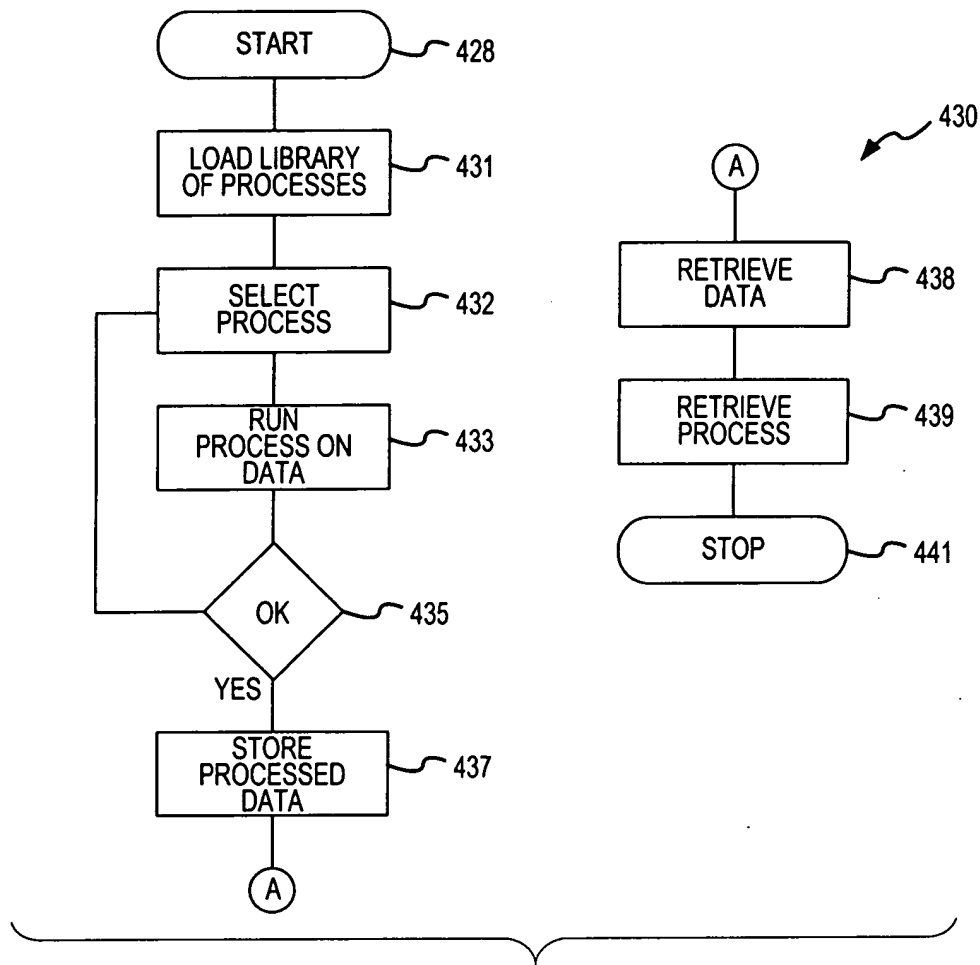 START
428
LOAD LIBRARY
OF PROCESSES
431
SELECT
PROCESS
432
RUN
PROCESS ON
DATA
433
OK
435
YES
STORE
PROCESSED
DATA
437
A
430
A
RETRIEVE
DATA
438
RETRIEVE
PROCESS
439
STOP
441